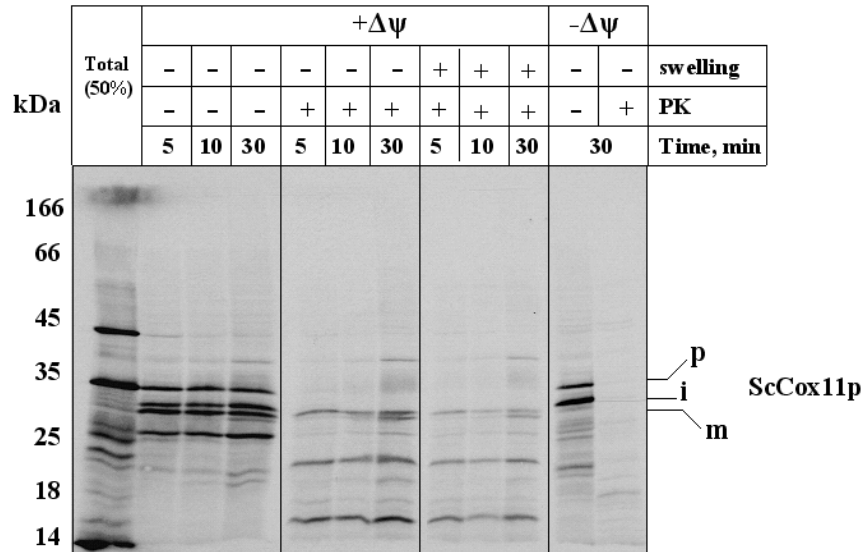 +Δψ -Δψ
Total (50%) – – – – – – + + + – – swelling
kDa – – – + + + + + + – + PK
5 10 30 5 10 30 5 10 30 30 Time, min
166
66
45
35
25
18
14
p
i
m
ScCox11p